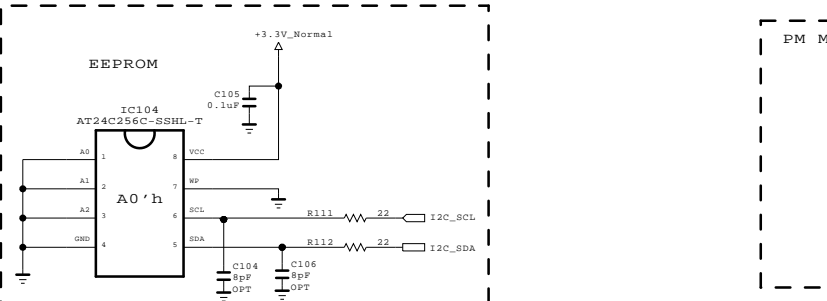 +3.3V_Normal
PM M
EEPROM
C105
0.1uF
IC104
AT24C256C-SSHL-T
A0 1 8 VCC
A1 2 7 WP
A0'h
A2 3 6 SCL R111 22 I2C_SCL
GND 4 5 SDA R112 22 I2C_SDA
C104
8pF
OPT
C106
8pF
OPT